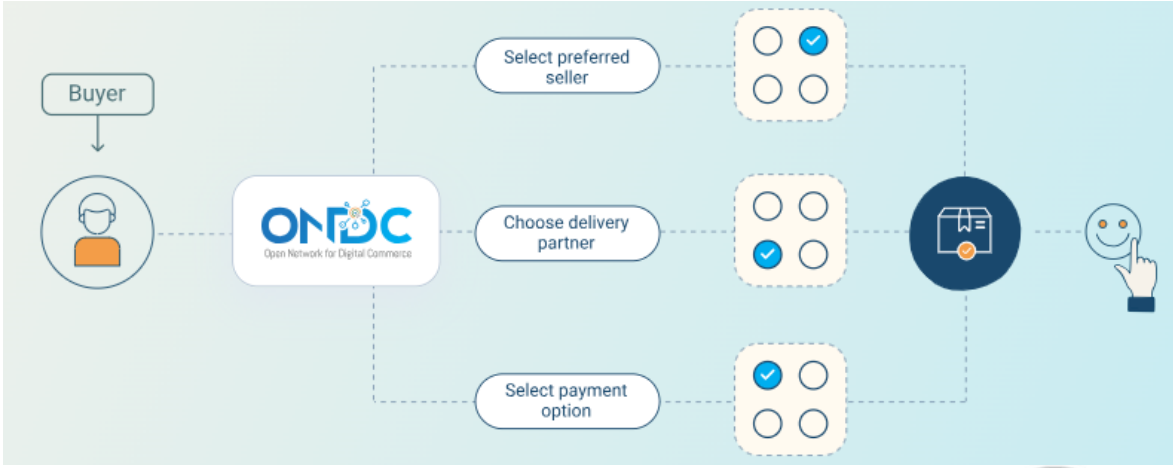 Buyer
ONDC
Open Network for Digital Commerce
Select preferred
seller
Choose delivery
partner
Select payment
option